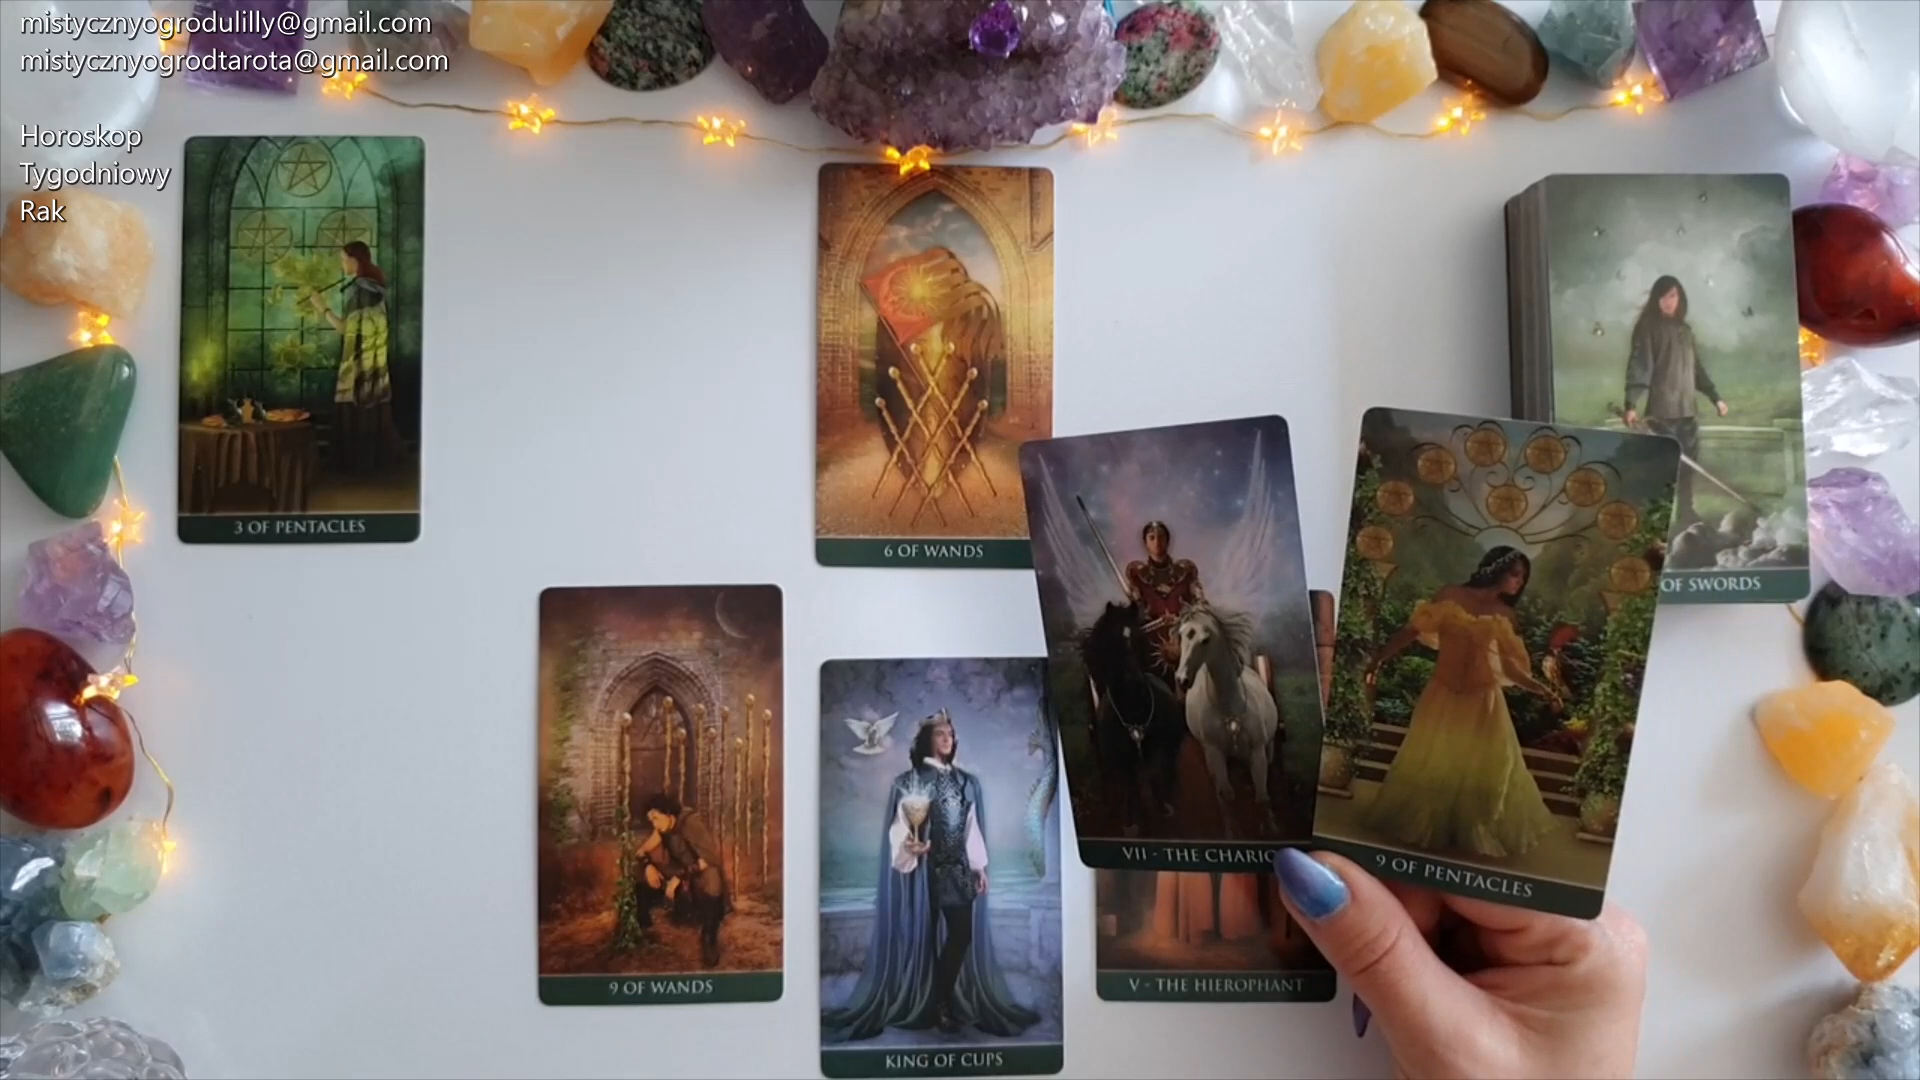 mistycznyogrodulilly@gmail.com
mistycznyogrodtarota@gmail.com
Horoskop
Tygodniowy
Rak
3 OF PENTACLES
6 OF WANDS
OF SWORDS
VII - THE CHARIO
9 OF PENTACLES
9 OF WANDS
V - THE HIEROPHANT
KING OF CUPS